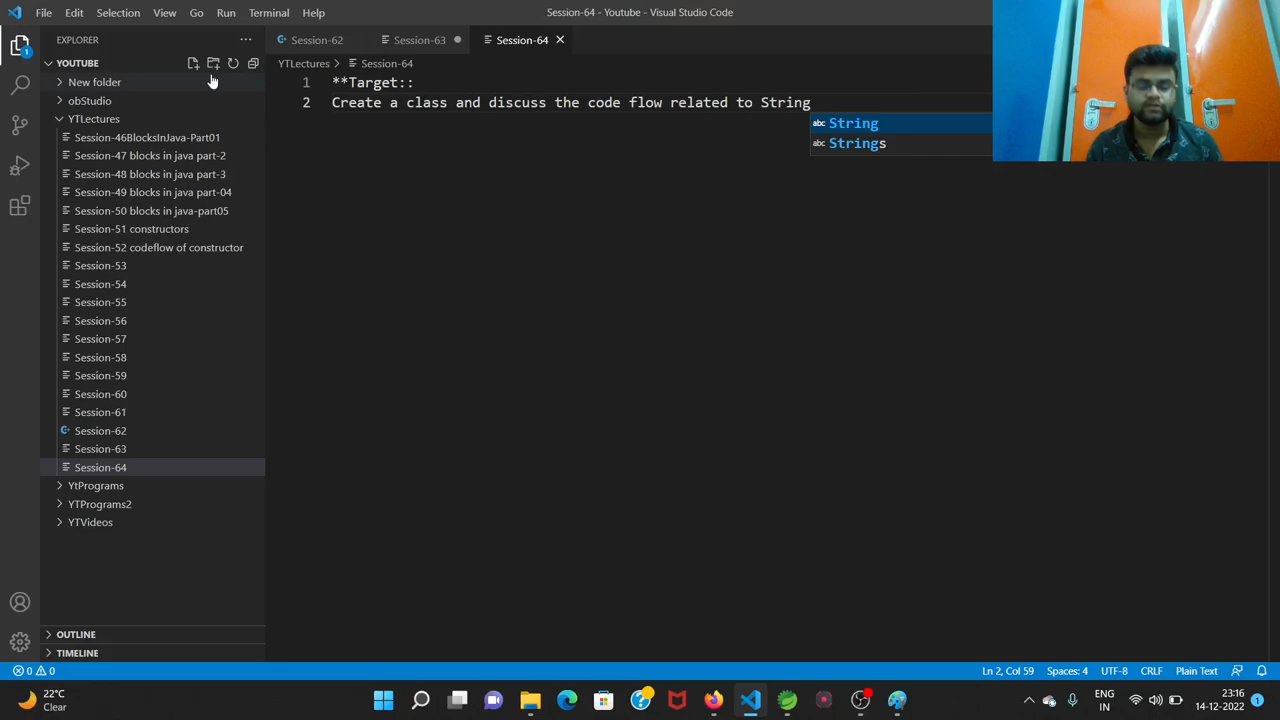 File Edit Selection View Go Run Terminal Help
Session-64 - Youtube - Visual Studio Code
EXPLORER
Session-62 Session-63 Session-64
YOUTUBE
YTLectures > Session-64
New folder
obStudio
YTLectures
Session-46BlocksInJava-Part01
Session-47 blocks in java part-2
Session-48 blocks in java part-3
Session-49 blocks in java part-04
Session-50 blocks in java-part05
Session-51 constructors
Session-52 codeflow of constructor
Session-53
Session-54
Session-55
Session-56
Session-57
Session-58
Session-59
Session-60
Session-61
Session-62
Session-63
Session-64
YtPrograms
YTPrograms2
YTVideos
OUTLINE
TIMELINE
1 **Target::
2 Create a class and discuss the code flow related to String
abc String
abc Strings
0 0
Ln 2, Col 59 Spaces: 4 UTF-8 CRLF Plain Text
22°C
Clear
ENG
IN
23:16
14-12-2022